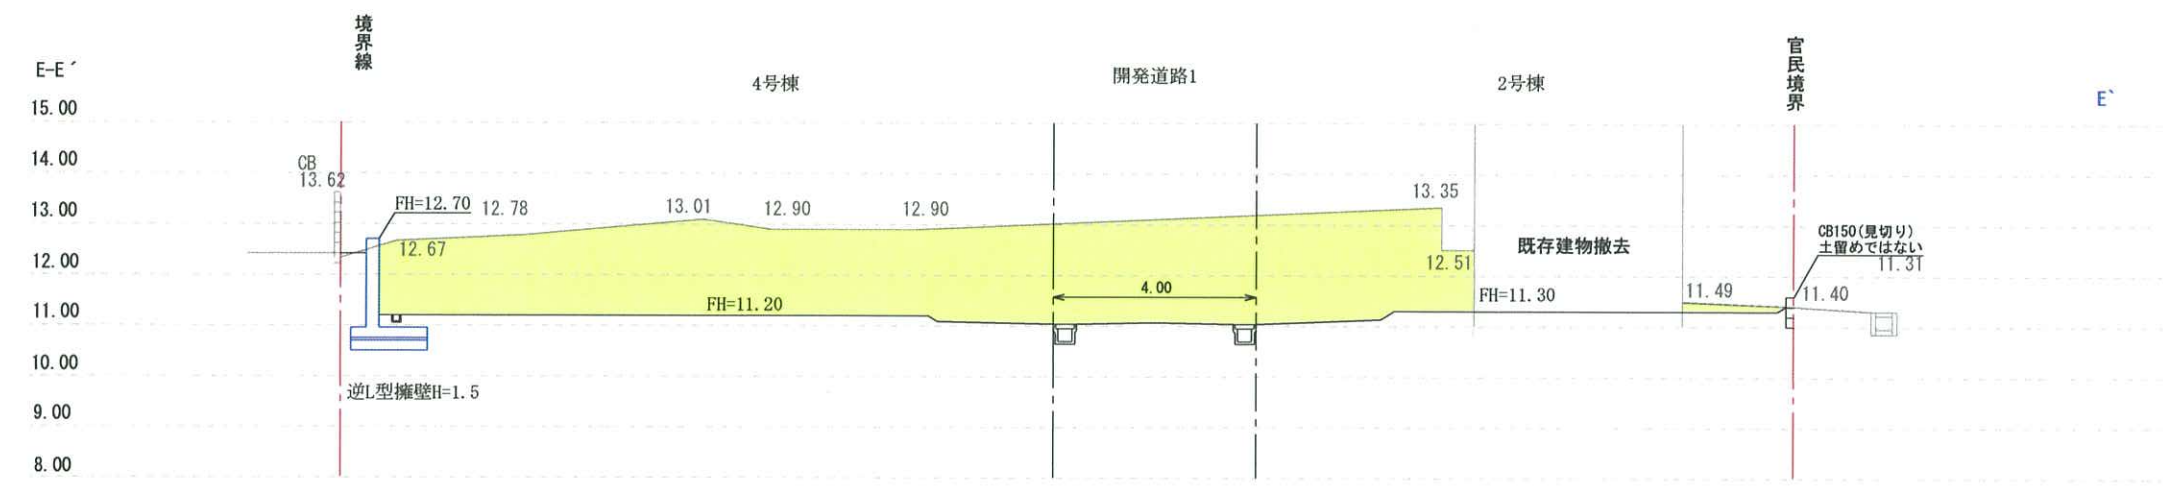 境界線
官民境界
E-E´
4号棟
開発道路1
2号棟
E`
15.00
14.00
13.00
12.00
11.00
10.00
9.00
8.00
CB
13.62
FH=12.70
12.78
12.67
13.01
12.90
12.90
13.35
12.51
既存建物撤去
CB150(見切り)
土留めではない
11.31
4.00
FH=11.20
FH=11.30
11.49
11.40
逆L型擁壁H=1.5